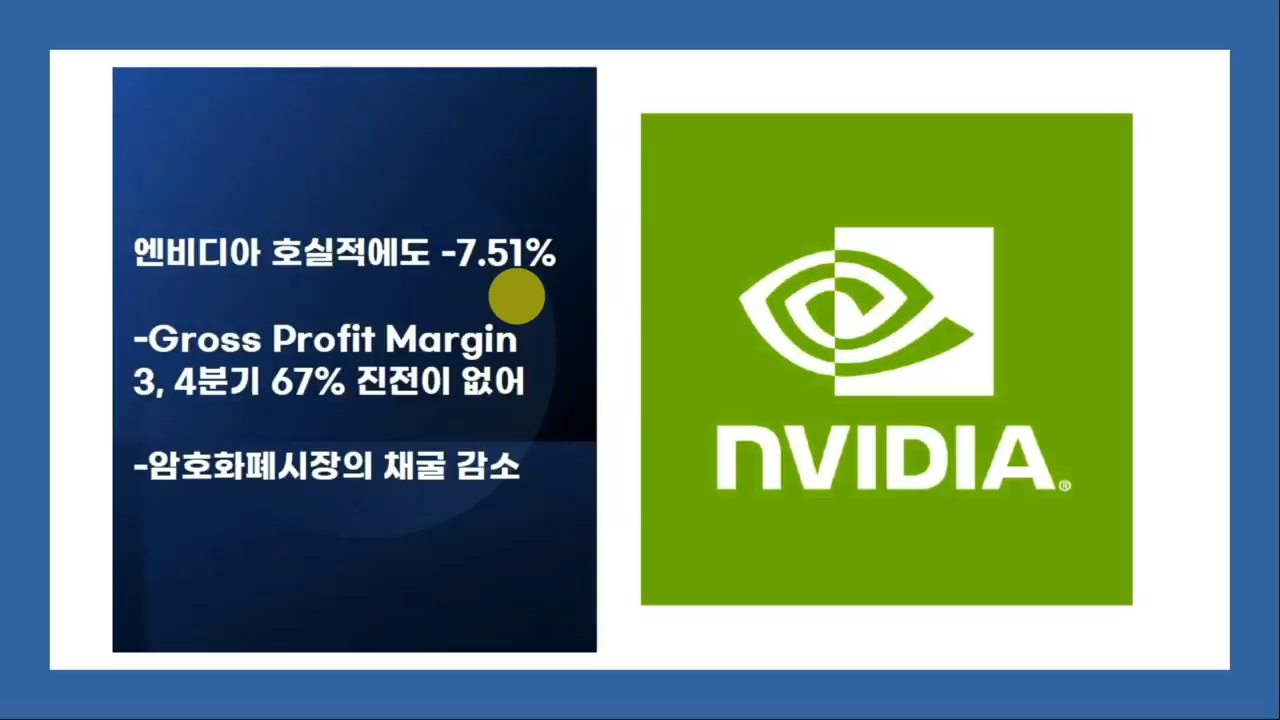 엔비디아 호실적에도 -7.51%
-Gross Profit Margin
3, 4분기 67% 진전이 없어
-암호화폐시장의 채굴 감소
NVIDIA®